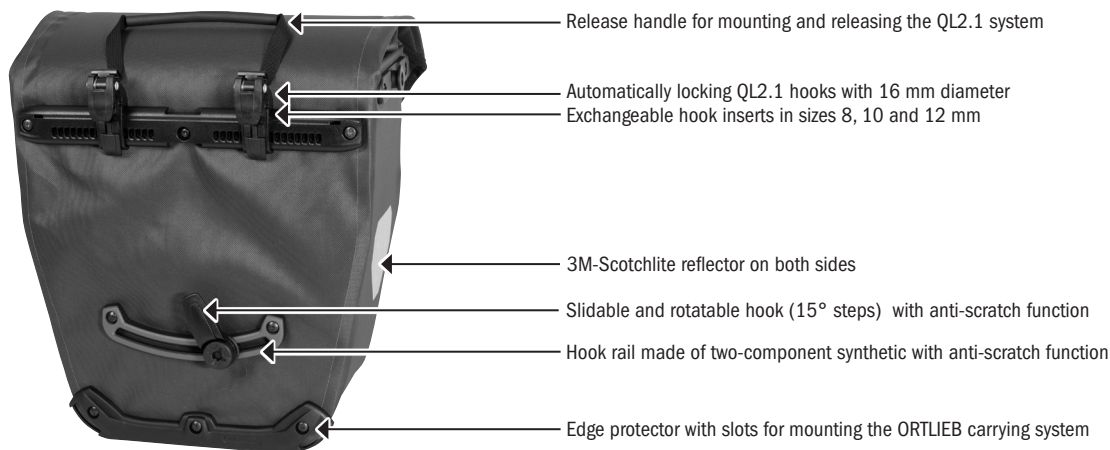 Release handle for mounting and releasing the QL2.1 system
Automatically locking QL2.1 hooks with 16 mm diameter
Exchangeable hook inserts in sizes 8, 10 and 12 mm
3M-Scotchlite reflector on both sides
Slidable and rotatable hook (15° steps)  with anti-scratch function
Hook rail made of two-component synthetic with anti-scratch function
Edge protector with slots for mounting the ORTLIEB carrying system